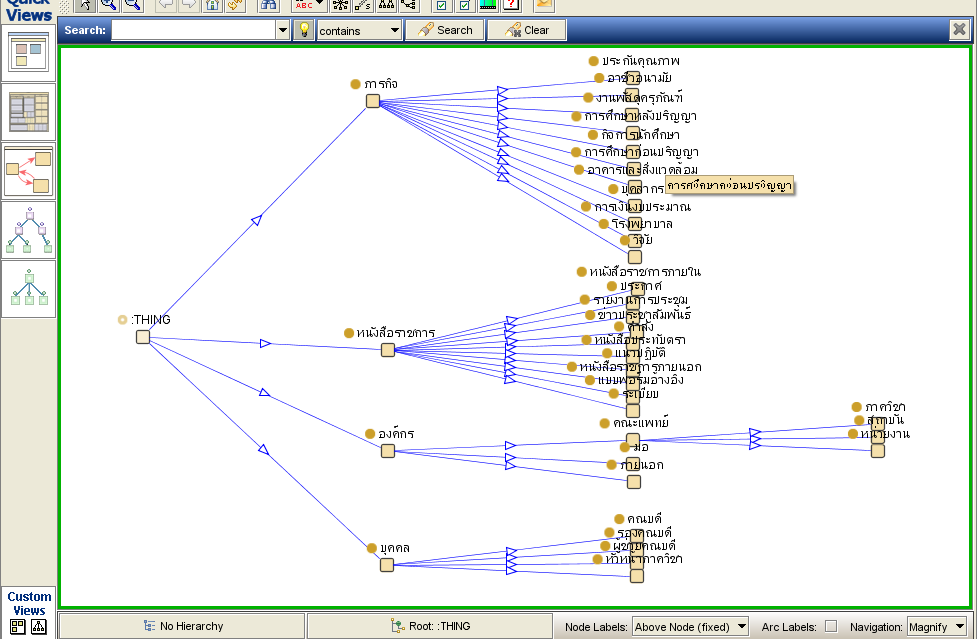 Quick
Views
ABC
Search:
contains
Search
Clear
ประกันคุณภาพ
อาชีวอนามัย
ภารกิจ
งานพัสดุครุภัณฑ์
การศึกษาหลังปริญญา
กิจการนักศึกษา
การศึกษาก่อนปริญญา
อาคารและสิ่งแวดล้อม
บุคลากร
การศึกษาก่อนปริญญา
การเงินงบประมาณ
โรงพยาบาล
วิจัย
หนังสือราชการภายใน
ประกาศ
รายงานการประชุม
ข่าวประชาสัมพันธ์
:THING
คำสั่ง
หนังสือราชการ
หนังสือประทับตรา
แนวปฏิบัติ
หนังสือราชการภายนอก
แบบฟอร์มอ้างอิง
ระเบียบ
ภาควิชา
สถาบัน
คณะแพทย์
องค์กร
หน่วยงาน
มอ
ภายนอก
คณบดี
รองคณบดี
บุคคล
ผู้ช่วยคณบดี
หัวหน้าภาควิชา
Custom
Views
No Hierarchy
Root: :THING
Node Labels:
Above Node (fixed)
Arc Labels:
Navigation:
Magnify